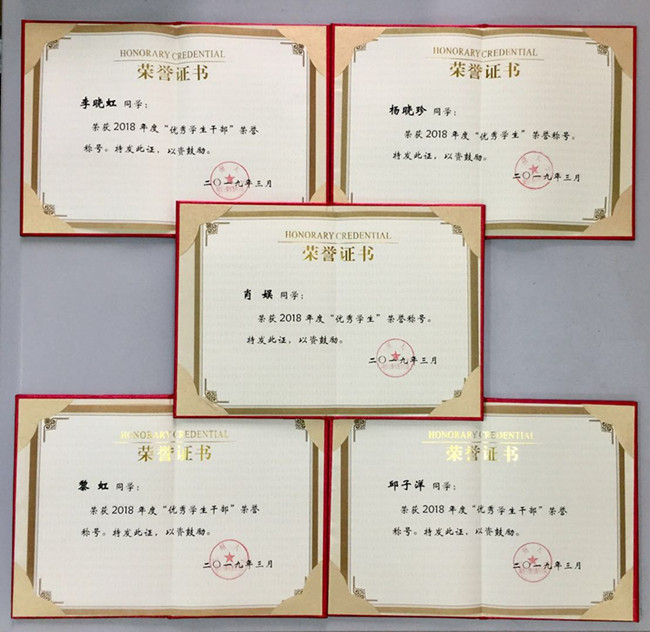 HONORARY CREDENTIAL
荣誉证书
李晓虹 同学：
荣获2018年度“优秀学生干部”荣誉
称号。特发此证，以资鼓励。
二〇一九年三月
HONORARY CREDENTIAL
荣誉证书
杨晓珍 同学：
荣获2018年度“优秀学生”荣誉称号。
特发此证，以资鼓励。
二〇一九年三月
HONORARY CREDENTIAL
荣誉证书
肖 娱 同学：
荣获2018年度“优秀学生”荣誉称号。
特发此证，以资鼓励。
二〇一九年三月
HONORARY CREDENTIAL
荣誉证书
黎 虹 同学：
荣获2018年度“优秀学生干部”荣誉
称号。特发此证，以资鼓励。
二〇一九年三月
HONORARY CREDENTIAL
荣誉证书
邱子洋 同学：
荣获2018年度“优秀学生干部”荣誉
称号。特发此证，以资鼓励。
二〇一九年三月